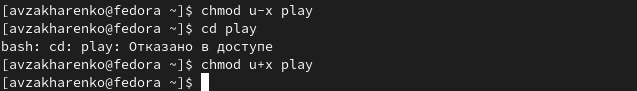 [avzakharenko@fedora ~]$ chmod u-x play
[avzakharenko@fedora ~]$ cd play
bash: cd: play: Отказано в доступе
[avzakharenko@fedora ~]$ chmod u+x play
[avzakharenko@fedora ~]$